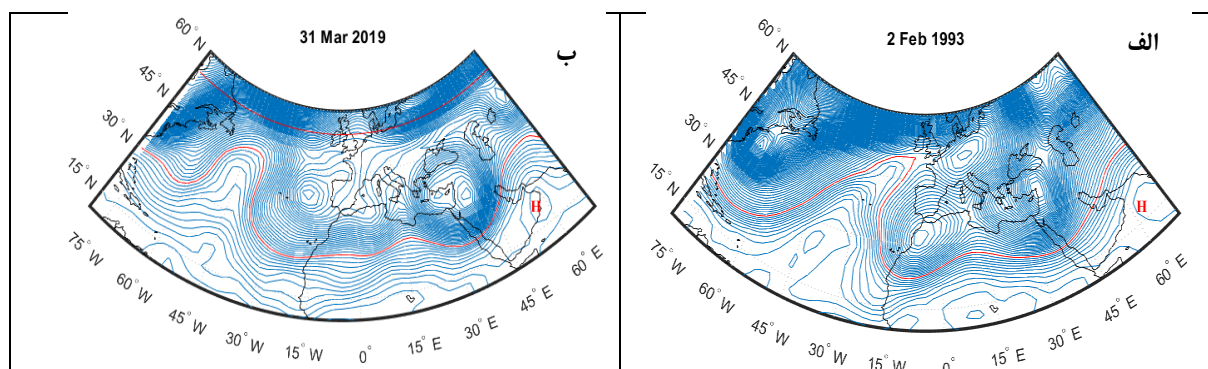 31 Mar 2019
ب
60° N
45° N
30° N
15° N
H
75° W
60° W
45° W
30° W
15° W
0°
15° E
30° E
45° E
60° E
2 Feb 1993
الف
60° N
45° N
30° N
15° N
H
75° W
60° W
45° W
30° W
15° W
0°
15° E
30° E
45° E
60° E